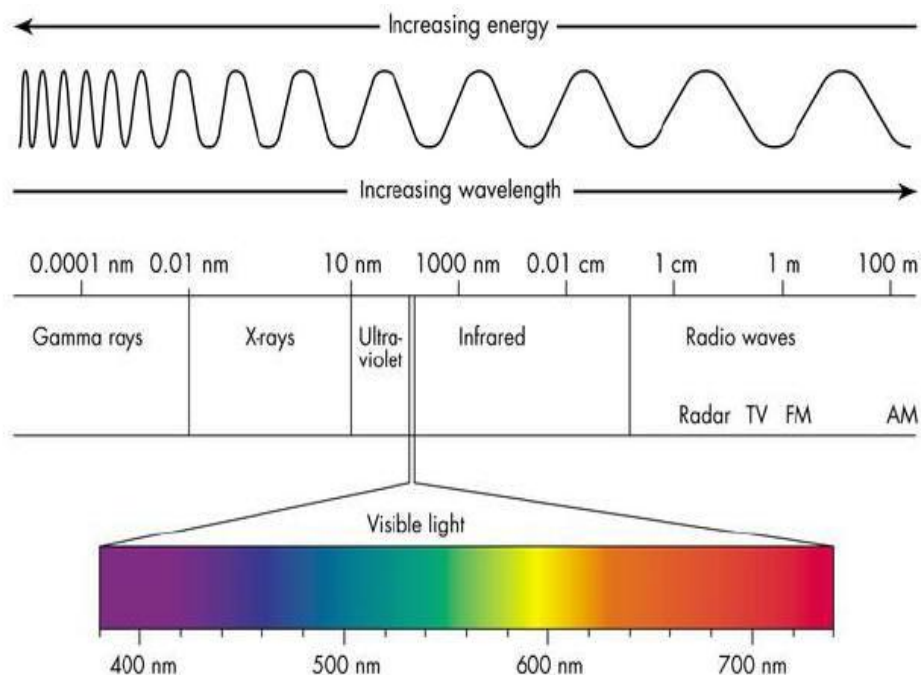 Increasing energy
Increasing wavelength
0.0001 nm 0.01 nm 10 nm 1000 nm 0.01 cm 1 cm 1 m 100 m
Gamma rays X-rays Ultra- Infrared Radio waves
violet
Radar TV FM AM
Visible light
400 nm 500 nm 600 nm 700 nm